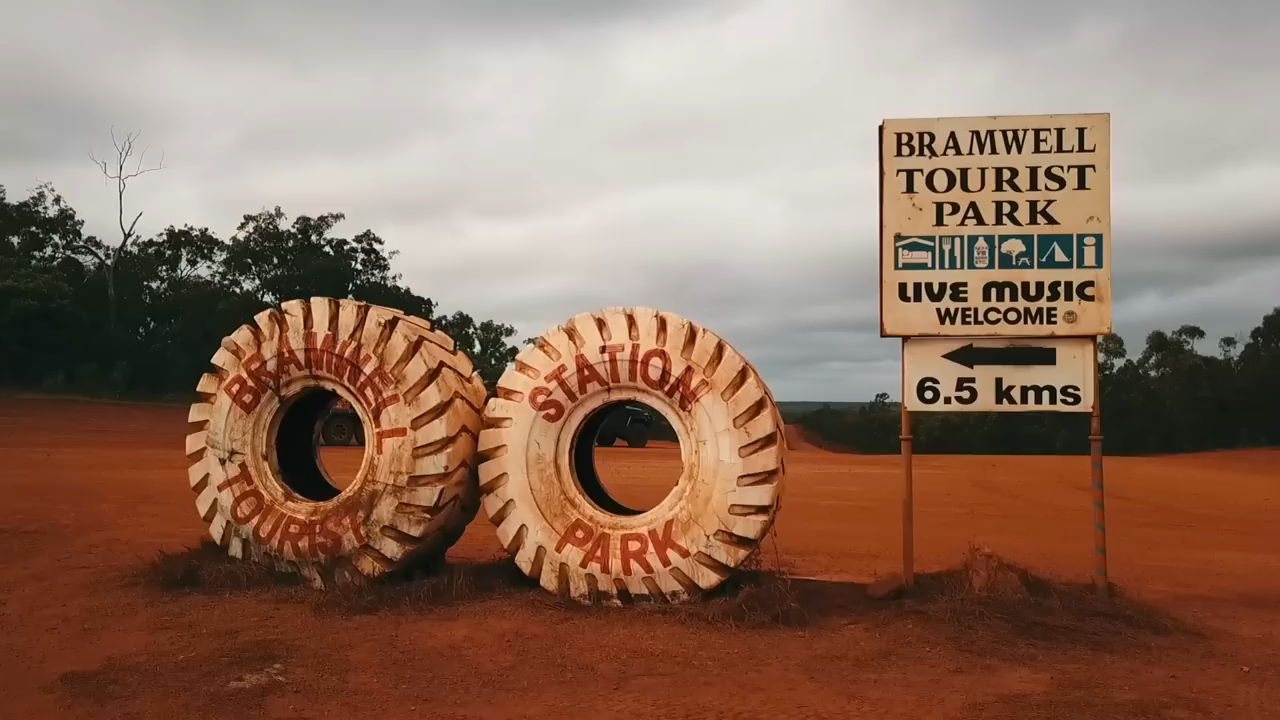 BRAMWELL
TOURIST
STATION
PARK
BRAMWELL
TOURIST
PARK
LIVE MUSIC
WELCOME
6.5 kms